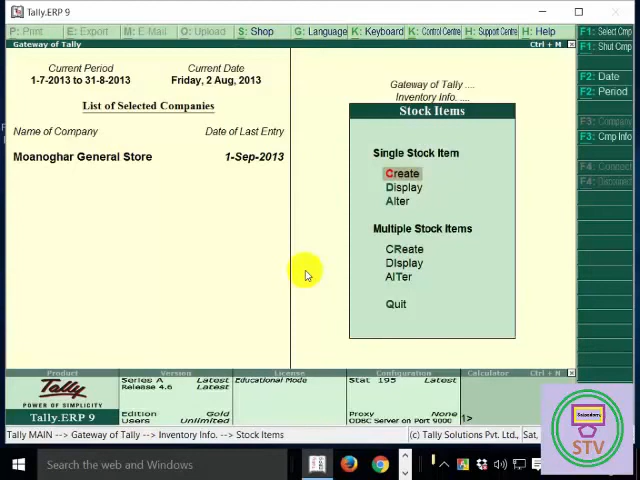 Tally.ERP 9
P: Print E: Export M: E-Mail O: Upload S: Shop G: Language K: Keyboard K: Control Centre H: Support Centre H: Help
F1: Select Cmp
Gateway of Tally Ctrl + M
F1: Shut Cmp
Current Period Current Date
1-7-2013 to 31-8-2013 Friday, 2 Aug, 2013
List of Selected Companies
Name of Company Date of Last Entry
Moanoghar General Store 1-Sep-2013
Gateway of Tally ....
Inventory Info. ....
Stock Items
Single Stock Item
Create
Display
Alter
Multiple Stock Items
CReate
DIsplay
AlTer
Quit
F2: Date
F2: Period
F3: Company
F3: Cmp Info
F4: Connect
F4:
Product Version License Configuration Calculator Ctrl + N
Tally
POWER OF SIMPLICITY
Tally.ERP 9
Series A Latest
Release 4.6 Latest
Edition Gold
Users Unlimited
Educational Mode
Stat 195 Latest
Proxy None
ODBC Server on Port 9000
1>
Tally MAIN --> Gateway of Tally --> Inventory Info. --> Stock Items (c) Tally Solutions Pvt. Ltd., Sat,
Search the web and Windows
STV